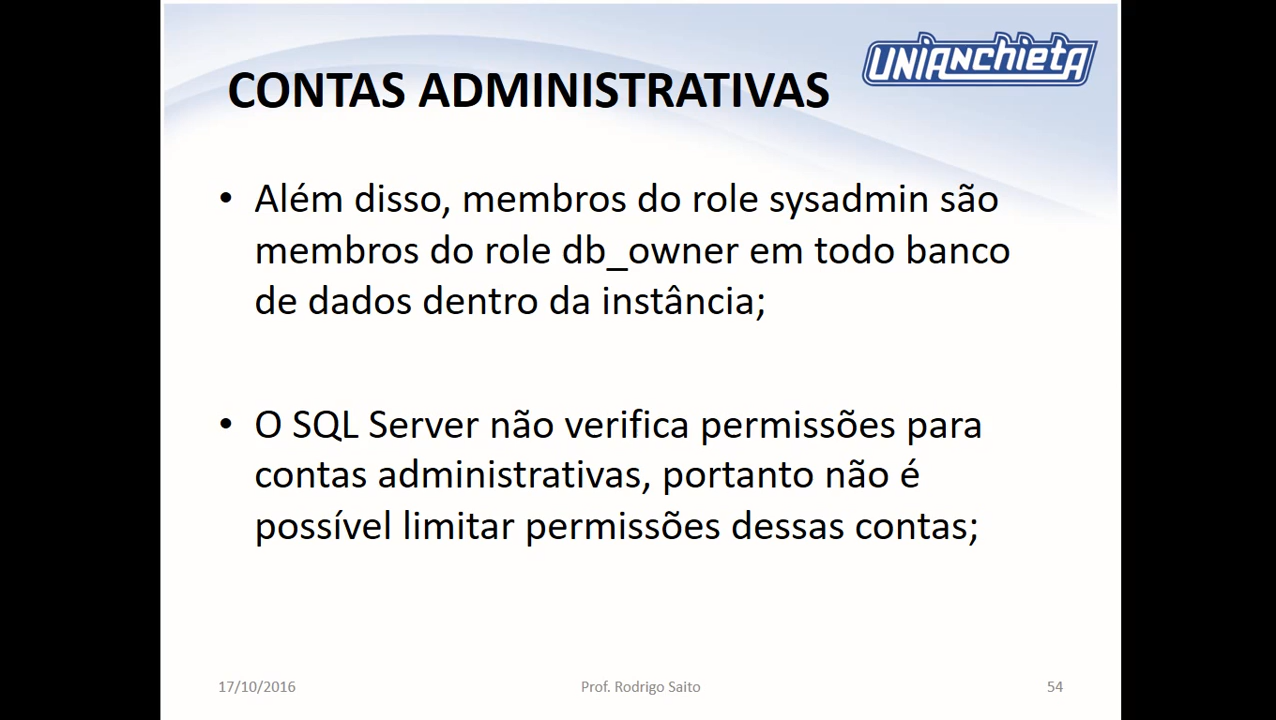 UNIANCHIETA
CONTAS ADMINISTRATIVAS
• Além disso, membros do role sysadmin são
membros do role db_owner em todo banco
de dados dentro da instância;
• O SQL Server não verifica permissões para
contas administrativas, portanto não é
possível limitar permissões dessas contas;
17/10/2016
Prof. Rodrigo Saito
54